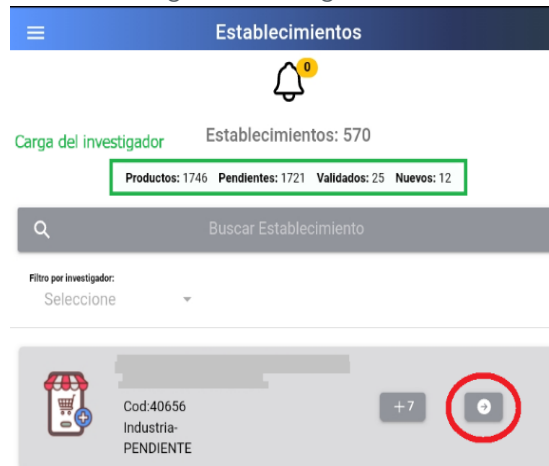 Establecimientos
0
Carga del investigador
Establecimientos: 570
Productos: 1746 Pendientes: 1721 Validados: 25 Nuevos: 12
Buscar Establecimiento
Filtro por investigador:
Seleccione
Cod:40656
+7
Industria-
PENDIENTE